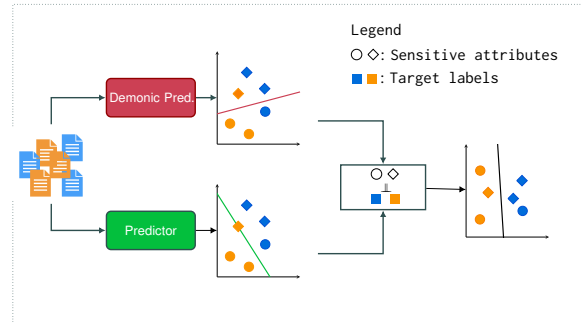 Legend
: Sensitive attributes
: Target labels
Demonic Pred.
Predictor